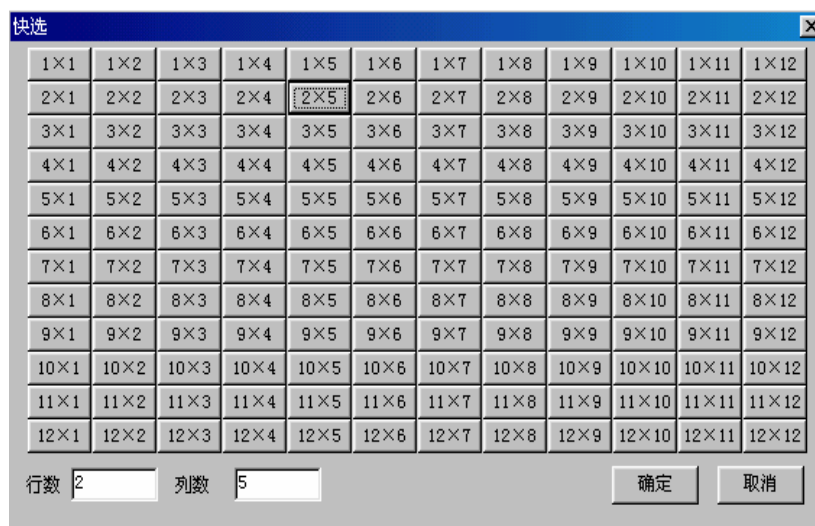 快选
1×1 1×2 1×3 1×4 1×5 1×6 1×7 1×8 1×9 1×10 1×11 1×12
2×1 2×2 2×3 2×4 2×5 2×6 2×7 2×8 2×9 2×10 2×11 2×12
3×1 3×2 3×3 3×4 3×5 3×6 3×7 3×8 3×9 3×10 3×11 3×12
4×1 4×2 4×3 4×4 4×5 4×6 4×7 4×8 4×9 4×10 4×11 4×12
5×1 5×2 5×3 5×4 5×5 5×6 5×7 5×8 5×9 5×10 5×11 5×12
6×1 6×2 6×3 6×4 6×5 6×6 6×7 6×8 6×9 6×10 6×11 6×12
7×1 7×2 7×3 7×4 7×5 7×6 7×7 7×8 7×9 7×10 7×11 7×12
8×1 8×2 8×3 8×4 8×5 8×6 8×7 8×8 8×9 8×10 8×11 8×12
9×1 9×2 9×3 9×4 9×5 9×6 9×7 9×8 9×9 9×10 9×11 9×12
10×1 10×2 10×3 10×4 10×5 10×6 10×7 10×8 10×9 10×10 10×11 10×12
11×1 11×2 11×3 11×4 11×5 11×6 11×7 11×8 11×9 11×10 11×11 11×12
12×1 12×2 12×3 12×4 12×5 12×6 12×7 12×8 12×9 12×10 12×11 12×12
行数 2 列数 5 确定 取消